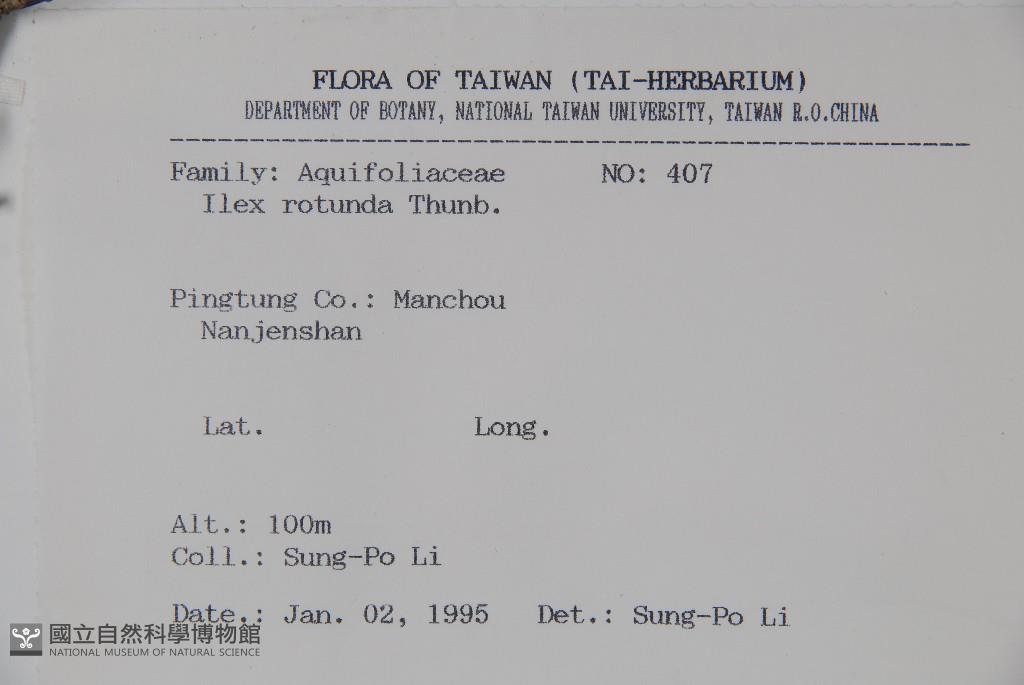 FLORA OF TAIWAN (TAI-HERBARIUM)
DEPARTMENT OF BOTANY, NATIONAL TAIWAN UNIVERSITY, TAIWAN R.O.CHINA
Family: Aquifoliaceae NO: 407
Ilex rotunda Thunb.
Pingtung Co.: Manchou
Nanjenshan
Lat. Long.
Alt.: 100m
Coll.: Sung-Po Li
Date.: Jan. 02, 1995 Det.: Sung-Po Li
國立自然科學博物館
NATIONAL MUSEUM OF NATURAL SCIENCE